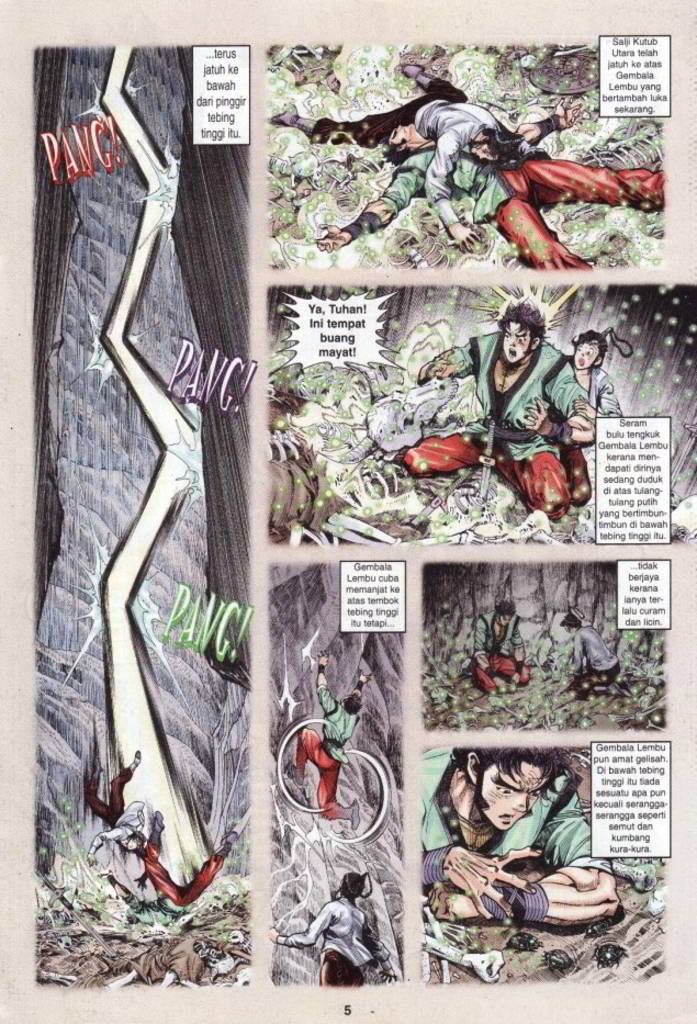 ...terus
jatuh ke
bawah
dari pinggir
tebing
tinggi itu.
PANG!
PANG!
PANG!
Salji Kutub
Utara telah
jatuh ke atas
Gembala
Lembu yang
bertambah luka
sekarang.
Ya, Tuhan!
Ini tempat
buang
mayat!
Seram
bulu tengkuk
Gembala Lembu
kerana men-
dapati dirinya
sedang duduk
di atas tulang-
tulang putih
yang bertimbun-
timbun di bawah
tebing tinggi itu.
Gembala
Lembu cuba
memanjat ke
atas tembok
tebing tinggi
itu tetapi...
...tidak
berjaya
kerana
ianya ter-
lalu curam
dan licin.
Gembala Lembu
pun amat gelisah.
Di bawah tebing
tinggi itu tiada
sesuatu apa pun
kecuali serangga-
serangga seperti
semut dan
kumbang
kura-kura.
5